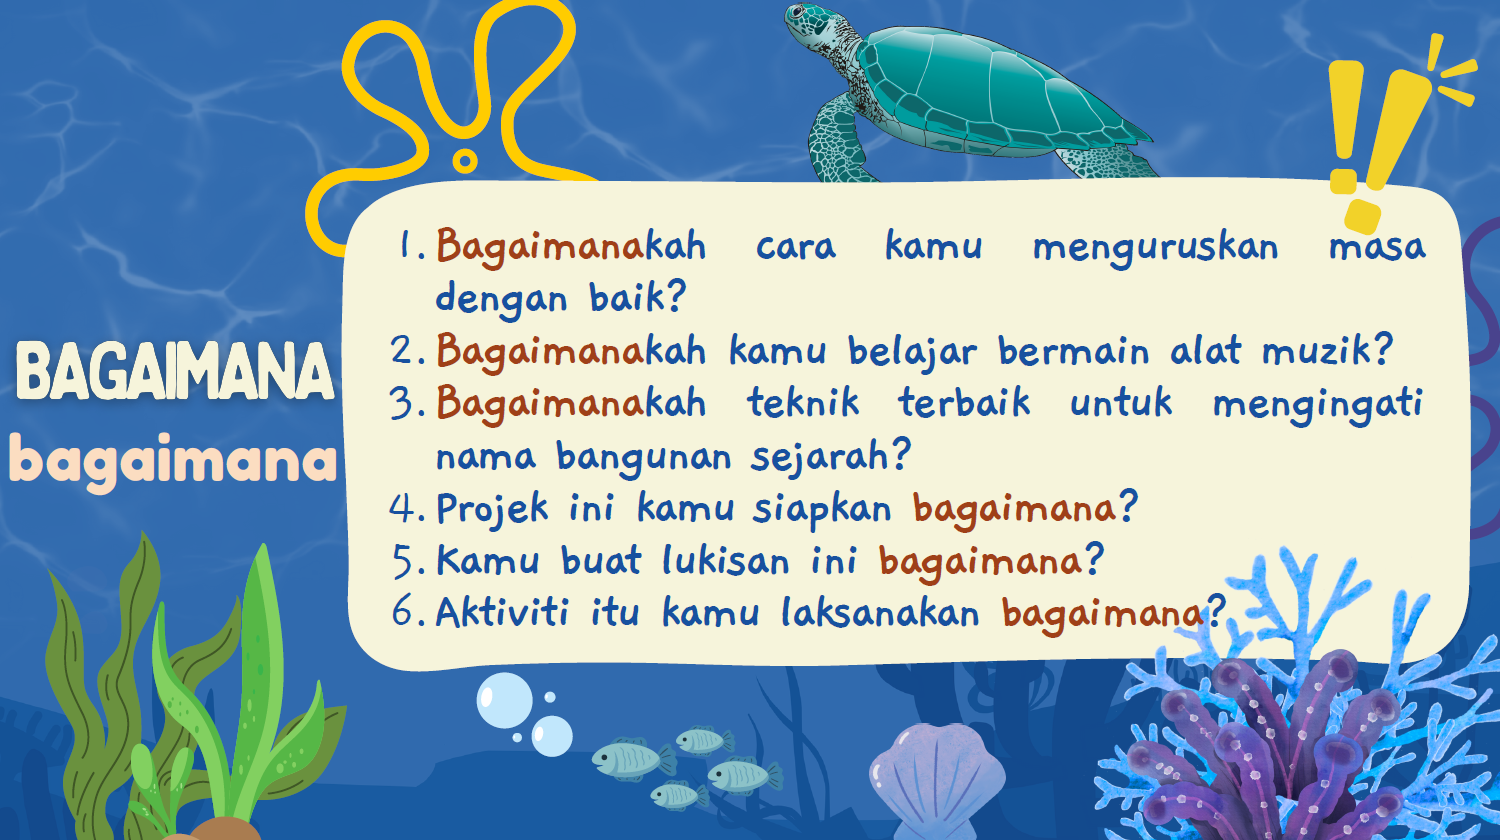 BAGAIMANA
bagaimana
1. Bagaimanakah cara kamu menguruskan masa
dengan baik?
2. Bagaimanakah kamu belajar bermain alat muzik?
3. Bagaimanakah teknik terbaik untuk mengingati
nama bangunan sejarah?
4. Projek ini kamu siapkan bagaimana?
5. Kamu buat lukisan ini bagaimana?
6. Aktiviti itu kamu laksanakan bagaimana?